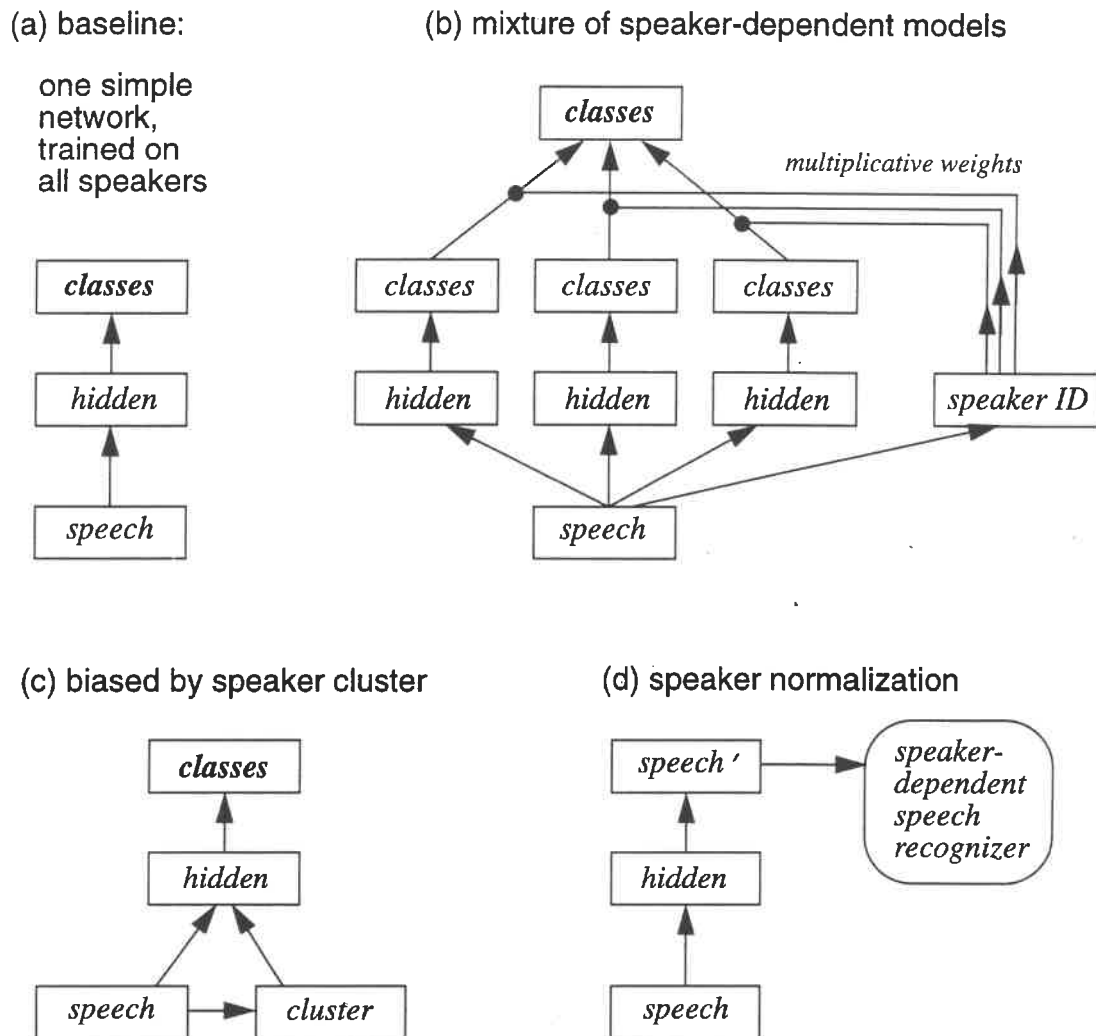 (a) baseline:
one simple
network,
trained on
all speakers
classes
hidden
speech
(b) mixture of speaker-dependent models
classes
multiplicative weights
classes classes classes
hidden hidden hidden speaker ID
speech
(c) biased by speaker cluster
classes
hidden
speech cluster
(d) speaker normalization
speech ′
speaker-
dependent
speech
recognizer
hidden
speech